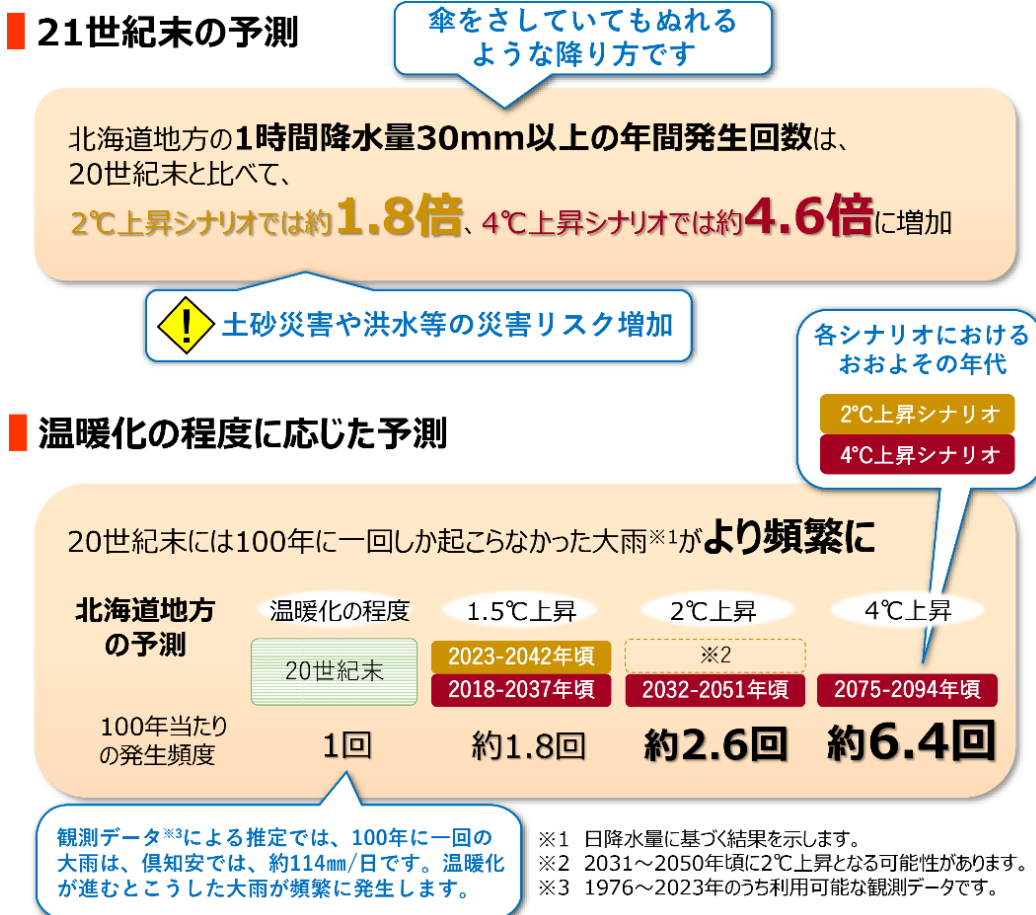 21世紀末の予測
傘をさしていてもぬれる
ような降り方です
北海道地方の1時間降水量30mm以上の年間発生回数は、
20世紀末と比べて、
2℃上昇シナリオでは約1.8倍、4℃上昇シナリオでは約4.6倍に増加
! 土砂災害や洪水等の災害リスク増加
各シナリオにおける
おおよその年代
2℃上昇シナリオ
4℃上昇シナリオ
温暖化の程度に応じた予測
20世紀末には100年に一回しか起こらなかった大雨※1がより頻繁に
北海道地方
の予測
温暖化の程度 1.5℃上昇 2℃上昇 4℃上昇
20世紀末
2023-2042年頃 ※2
2018-2037年頃 2032-2051年頃 2075-2094年頃
100年当たり
の発生頻度
1回 約1.8回 約2.6回 約6.4回
観測データ※3による推定では、100年に一回の
大雨は、倶知安では、約114㎜/日です。温暖化
が進むとこうした大雨が頻繁に発生します。
※1 日降水量に基づく結果を示します。
※2 2031～2050年頃に2℃上昇となる可能性があります。
※3 1976～2023年のうち利用可能な観測データです。